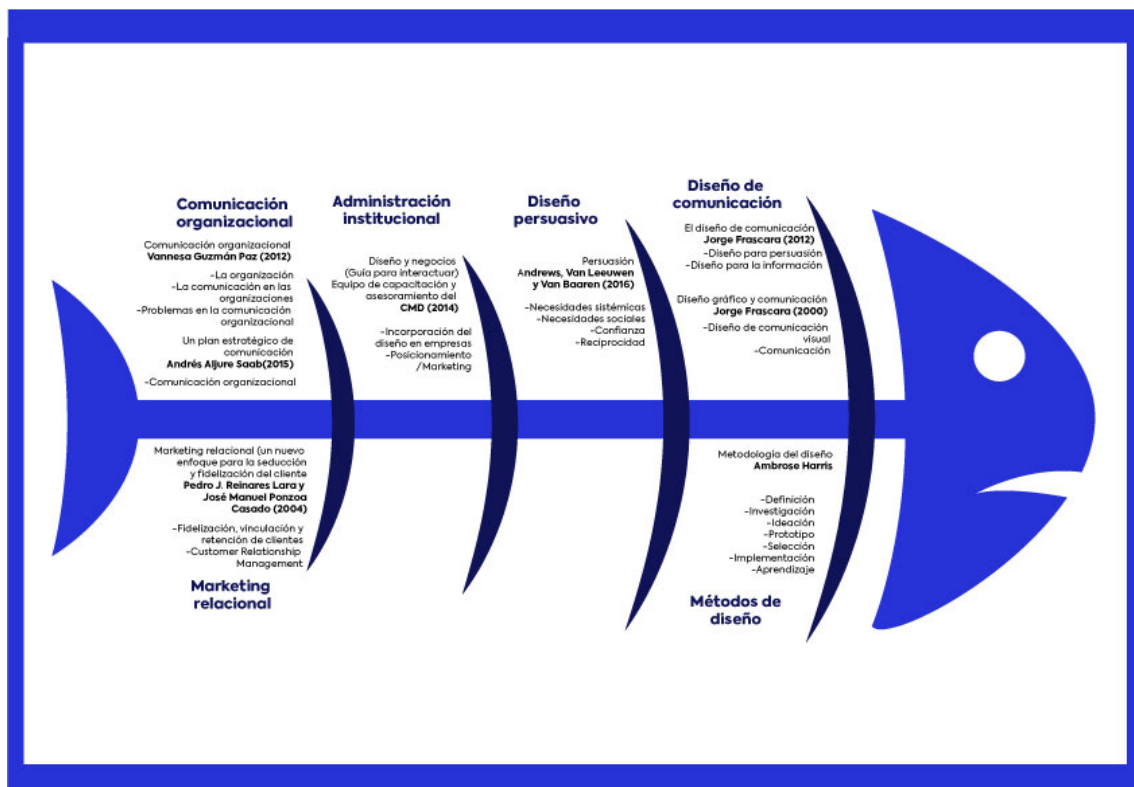 Comunicación
organizacional
Comunicación organizacional
Vannesa Guzmán Paz (2012)
-La organización
-La comunicación en las
organizaciones
-Problemas en la comunicación
organizacional
Un plan estratégico de
comunicación
Andrés Aljure Saab(2015)
-Comunicación organizacional
Administración
institucional
Diseño y negocios
(Guía para interactuar)
Equipo de capacitación y
asesoramiento del
CMD (2014)
-Incorporación del
diseño en empresas
-Posicionamiento
/Marketing
Diseño
persuasivo
Persuasión
Andrews, Van Leeuwen
y Van Baaren (2016)
-Necesidades sistémicas
-Necesidades sociales
-Confianza
-Reciprocidad
Diseño de
comunicación
El diseño de comunicación
Jorge Frascara (2012)
-Diseño para persuasión
-Diseño para la información
Diseño gráfico y comunicación
Jorge Frascara (2000)
-Diseño de comunicación
visual
-Comunicación
Marketing relacional (un nuevo
enfoque para la seducción
y fidelización del cliente
Pedro J. Reinares Lara y
José Manuel Ponzoa
Casado (2004)
-Fidelización, vinculación y
retención de clientes
-Customer Relationship
Management
Marketing
relacional
Metodología del diseño
Ambrose Harris
-Definición
-Investigación
-Ideación
-Prototipo
-Selección
-Implementación
-Aprendizaje
Métodos de
diseño